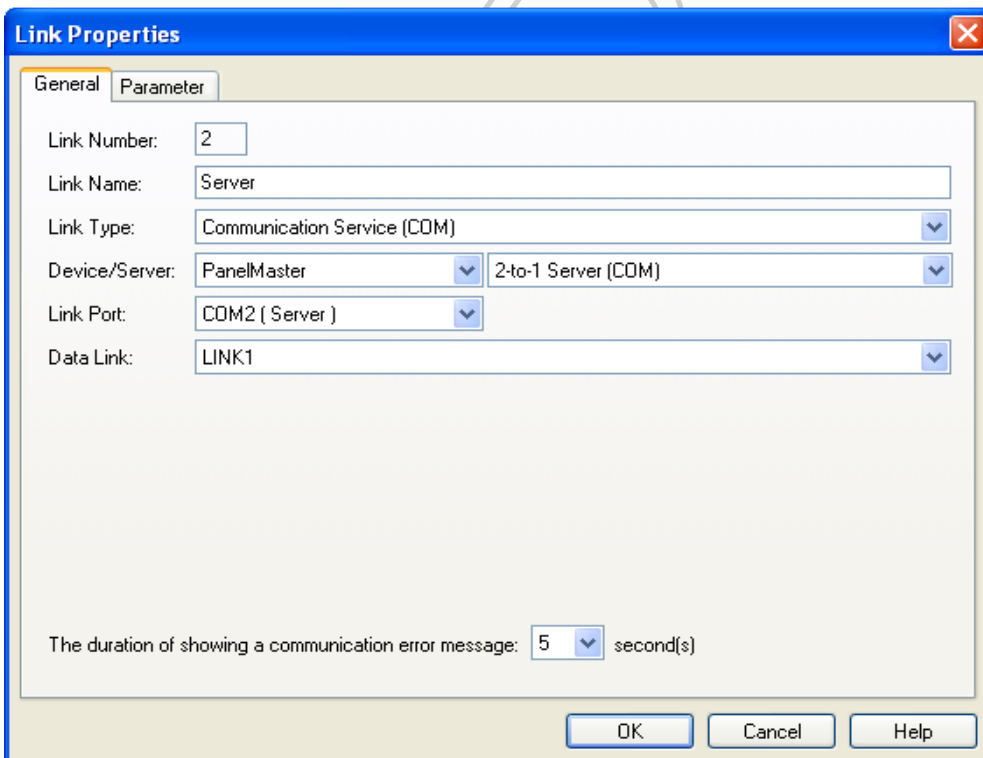 Link Properties
General Parameter
Link Number: 2
Link Name: Server
Link Type: Communication Service (COM)
Device/Server: PanelMaster 2-to-1 Server (COM)
Link Port: COM2 ( Server )
Data Link: LINK1
The duration of showing a communication error message: 5 second(s)
OK Cancel Help